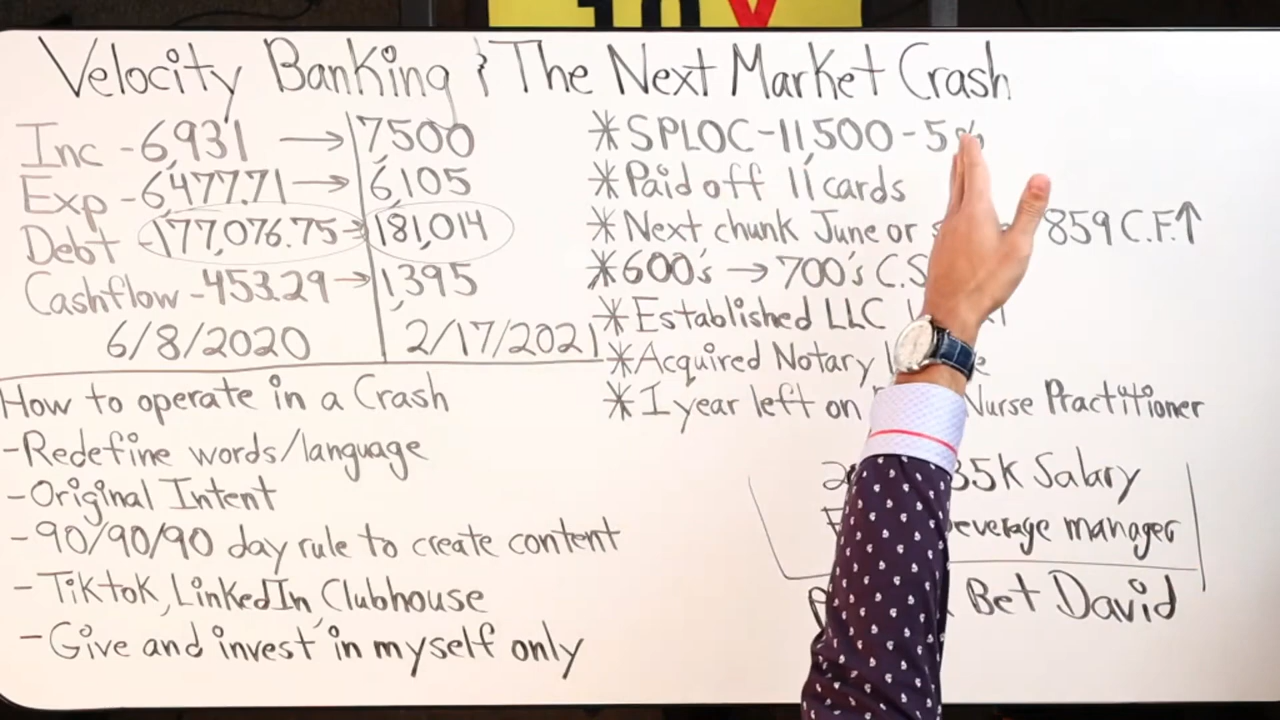 10X
Velocity Banking & The Next Market Crash
Inc -6,931 → 7500
Exp -6,477.71 → 6,105
Debt -177,076.75 → 181,014
Cashflow -453.29 → 1,395
6/8/2020 2/17/2021
How to operate in a Crash
-Redefine words/language
-Original Intent
-90/90/90 day rule to create content
-Tiktok, LinkedIn, Clubhouse
-Give and invest in myself only
*SPLOC-11,500-5%
*Paid off 11 cards
*Next chunk June or 859 C.F.↑
*600's → 700's C.S
*Established LLC
*Acquired Notary
*1 year left on Nurse Practitioner
35K Salary
everage manager
Bet David